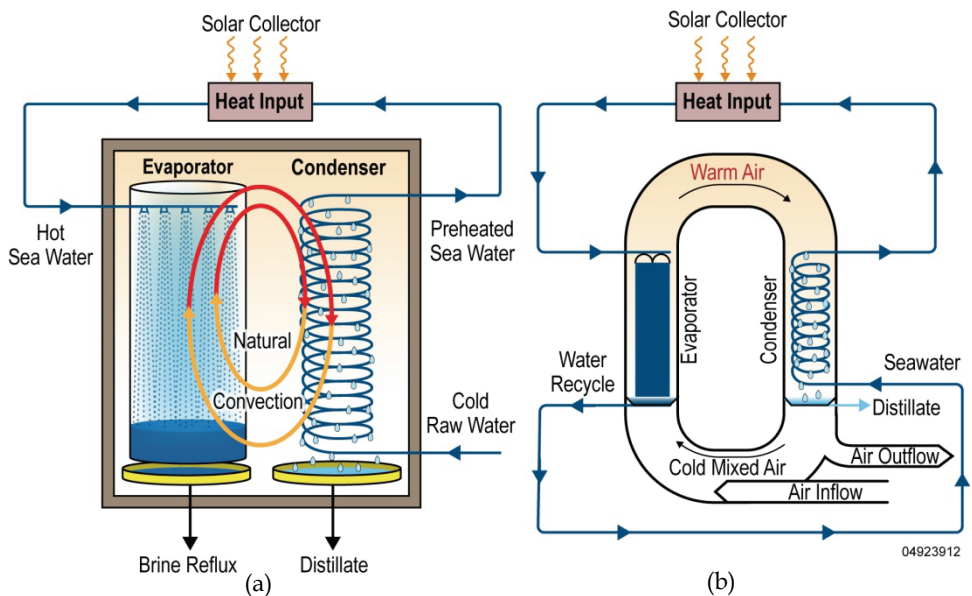 Solar Collector
Heat Input
Evaporator
Condenser
Hot
Sea Water
Preheated
Sea Water
Natural
Convection
Cold
Raw Water
Brine Reflux
Distillate
(a)
Solar Collector
Heat Input
Warm Air
Evaporator
Condenser
Water
Recycle
Seawater
Distillate
Cold Mixed Air
Air Outflow
Air Inflow
04923912
(b)